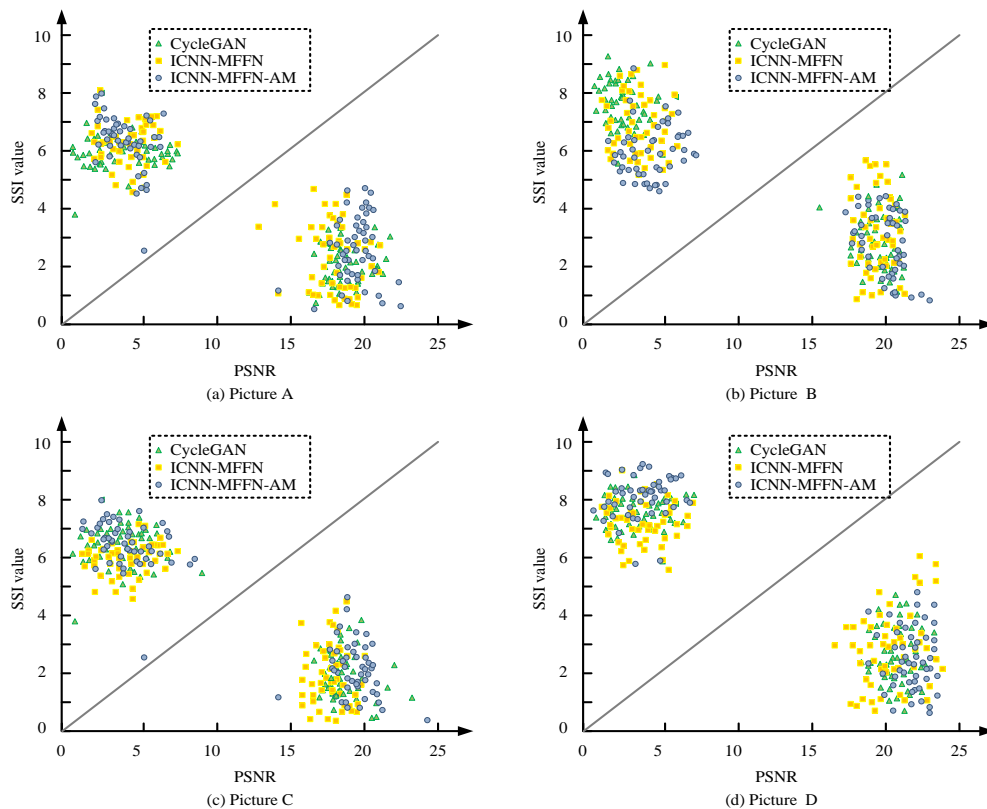 10
8
6
4
2
0
SSI value
CycleGAN
ICNN-MFFN
ICNN-MFFN-AM
0 5 10 15 20 25
PSNR
(a) Picture A
10
8
6
4
2
0
SSI value
CycleGAN
ICNN-MFFN
ICNN-MFFN-AM
0 5 10 15 20 25
PSNR
(b) Picture B
10
8
6
4
2
0
SSI value
CycleGAN
ICNN-MFFN
ICNN-MFFN-AM
0 5 10 15 20 25
PSNR
(c) Picture C
10
8
6
4
2
0
SSI value
CycleGAN
ICNN-MFFN
ICNN-MFFN-AM
0 5 10 15 20 25
PSNR
(d) Picture D